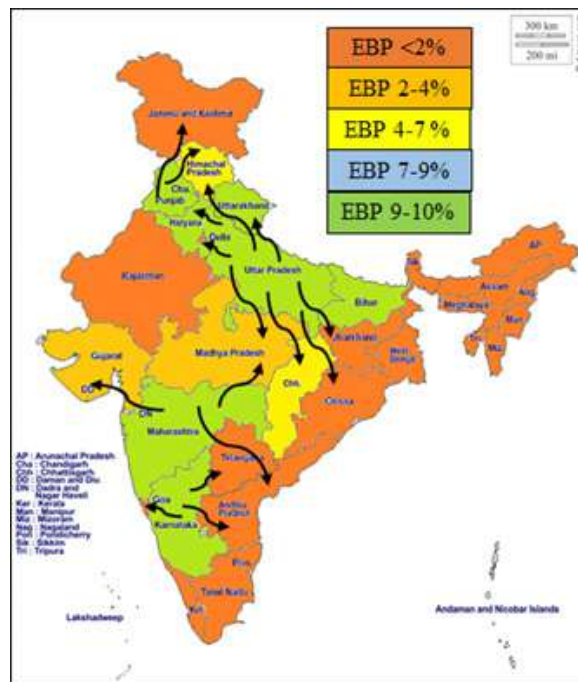 300 km
200 mi
EBP <2%
EBP 2-4%
EBP 4-7 %
EBP 7-9%
EBP 9-10%
Jammu and Kashmir
Himachal
Pradesh
Cha.
Punjab
Uttarakhand
Haryana
Delhi
Rajasthan
Uttar Pradesh
Bihar
Sik
AP
Assam
Nag
Meghalaya
Man
Tri
Miz
Jharkhand
West
Gujarat
Madhya Pradesh
Chh.
Orissa
DD
DN
Maharashtra
Telangana
Goa
Andhra
Pradesh
Karnataka
Pon
Tamil Nadu
Ker
AP : Arunachal Pradesh
Cha : Chandigarh
Chh : Chhattisgarh
DD : Daman and Diu
DN : Dadra and
Nagar Haveli
Ker : Kerala
Man : Manipur
Miz : Mizoram
Nag : Nagaland
Pon : Pondicherry
Sik : Sikkim
Tri : Tripura
Lakshadweep
Andaman and Nicobar Islands